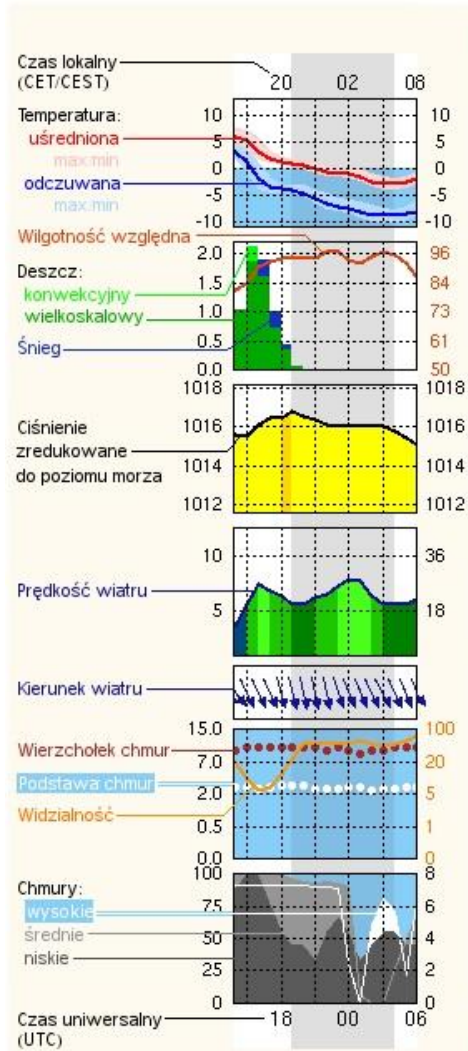 Czas lokalny
(CET/CEST)
20 02 08
Temperatura:
uśredniona
max:min
odczuwana
max:min
10 10
5 5
0 0
-5 -5
-10 -10
Wilgotność względna
Deszcz:
konwekcyjny
wielkoskalowy
Śnieg
2.0 96
1.5 84
1.0 73
0.5 61
0.0 50
1018 1018
1016 1016
1014 1014
1012 1012
Ciśnienie
zredukowane
do poziomu morza
10 36
Prędkość wiatru
5 18
Kierunek wiatru
15.0 100
Wierzchołek chmur
7.0 20
Podstawa chmur
2.0 5
Widzialność
0.5 1
0.0 0
Chmury:
wysokie
średnie
niskie
100 8
75 6
50 4
25 2
0 0
Czas uniwersalny
(UTC)
18 00 06